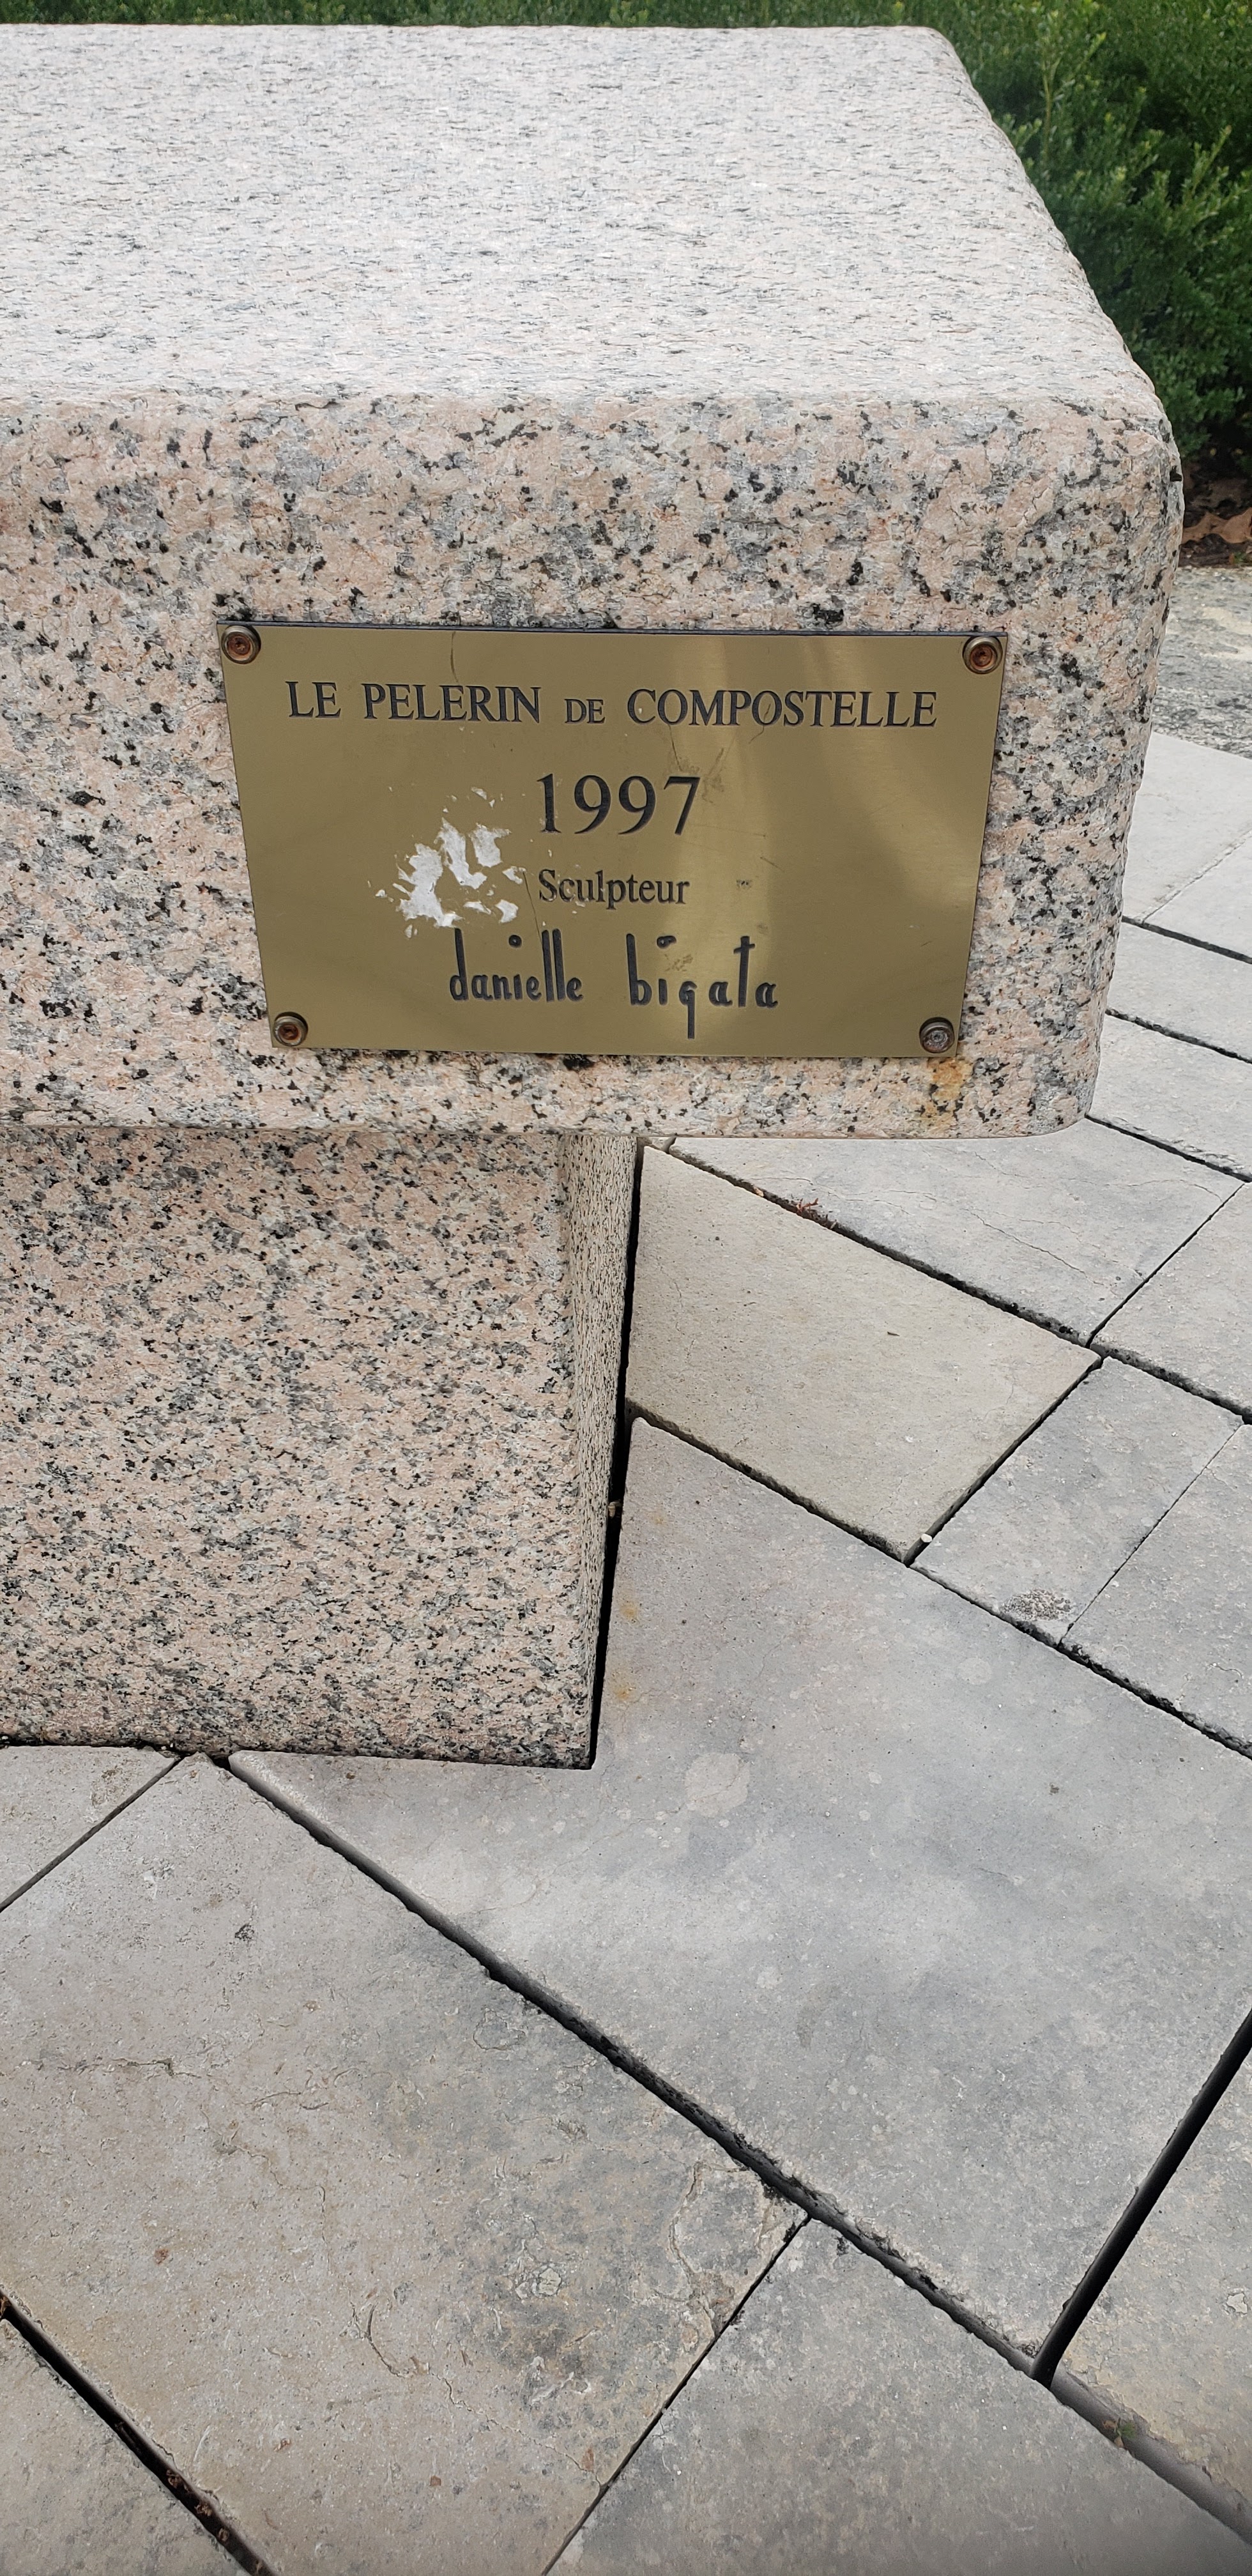 LE PELERIN DE COMPOSTELLE
1997
Sculpteur
danielle bigata